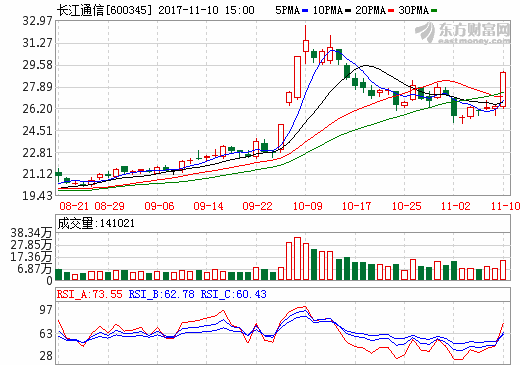 长江通信[600345] 2017-11-10 15:00 5PMA 10PMA 20PMA 30PMA
东方财富网
eastmoney.com
32.97
31.27
29.58
27.89
26.20
24.51
22.81
21.12
19.43
08-21 08-29 09-06 09-14 09-22 10-09 10-17 10-25 11-02 11-10
成交量:141021
38.34万
27.85万
17.36万
6.87万
0
RSI_A:73.55 RSI_B:62.78 RSI_C:60.43
97
63
28